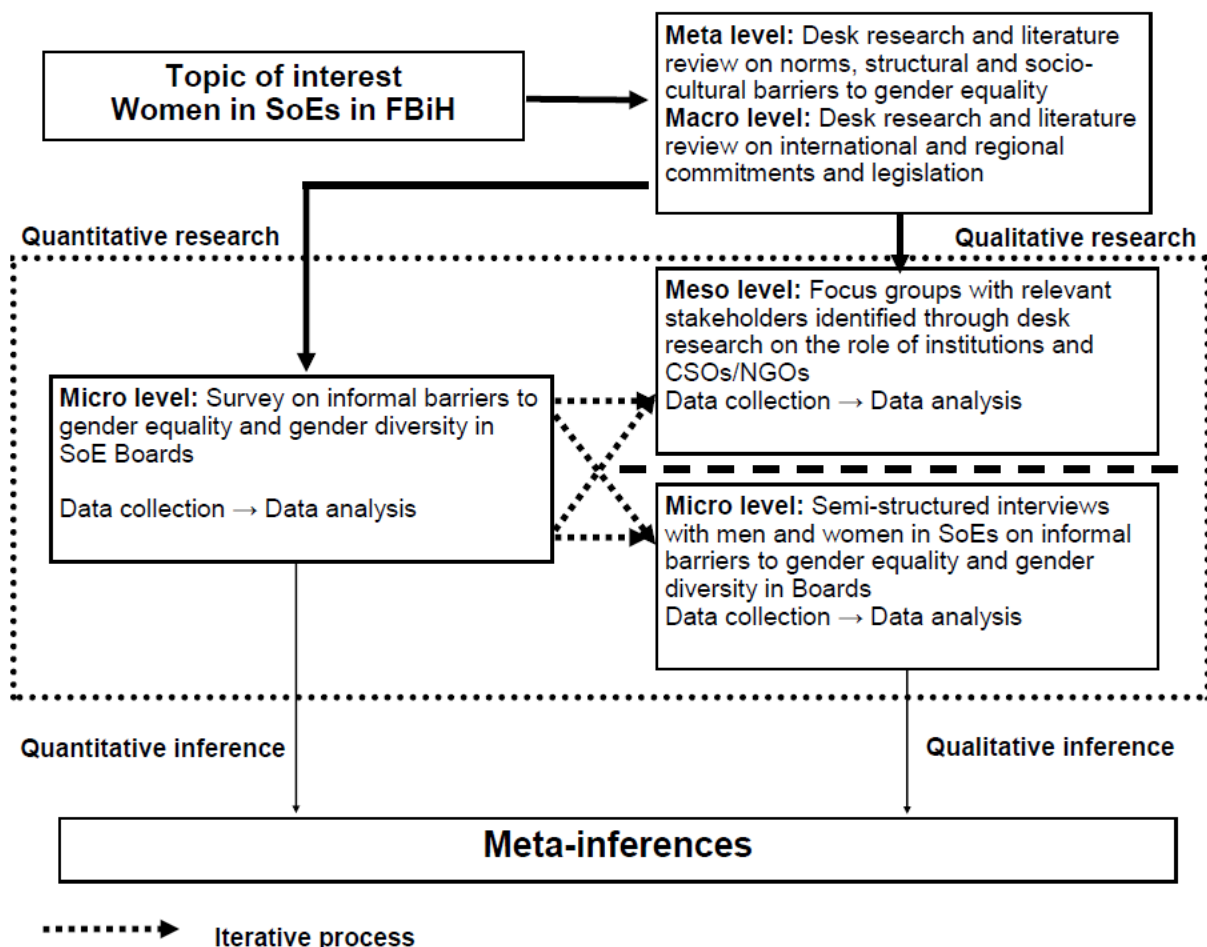 Topic of interest
Women in SoEs in FBiH
Meta level: Desk research and literature
review on norms, structural and socio-
cultural barriers to gender equality
Macro level: Desk research and literature
review on international and regional
commitments and legislation
Quantitative research
Qualitative research
Meso level: Focus groups with relevant
stakeholders identified through desk
research on the role of institutions and
CSOs/NGOs
Data collection → Data analysis
Micro level: Survey on informal barriers to
gender equality and gender diversity in
SoE Boards
Data collection → Data analysis
Micro level: Semi-structured interviews
with men and women in SoEs on informal
barriers to gender equality and gender
diversity in Boards
Data collection → Data analysis
Quantitative inference
Qualitative inference
Meta-inferences
Iterative process